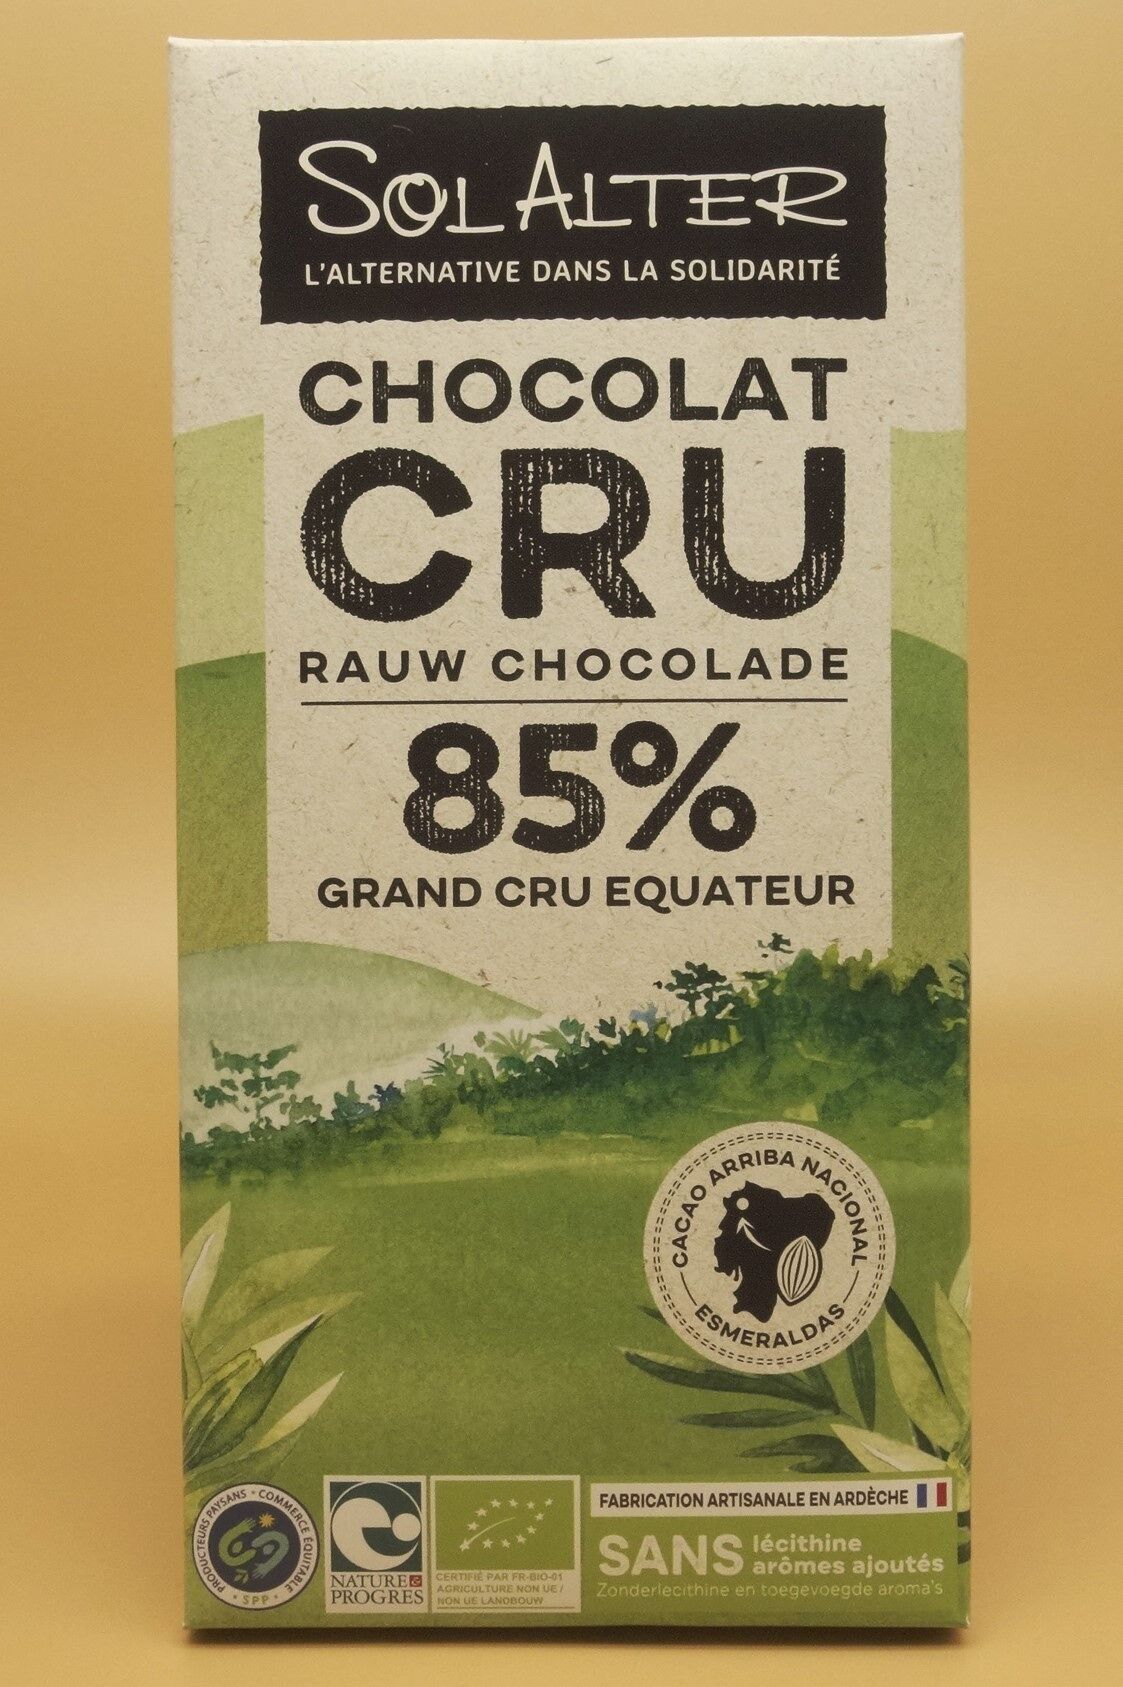 SOL ALTER
L'ALTERNATIVE DANS LA SOLIDARITÉ
CHOCOLAT
CRU
RAUW CHOCOLADE
85%
GRAND CRU EQUATEUR
CACAO ARRIBA NACIONAL
ESMERALDAS
PRODUCTEURS PAYSANS • COMMERCE ÉQUITABLE
• SPP •
NATURE &
PROGRES
CERTIFIÉ PAR FR-BIO-01
AGRICULTURE NON UE /
NON UE LANDBOUW
FABRICATION ARTISANALE EN ARDÈCHE
SANS lécithine
arômes ajoutés
Zonderlecithine en toegevoegde aroma's